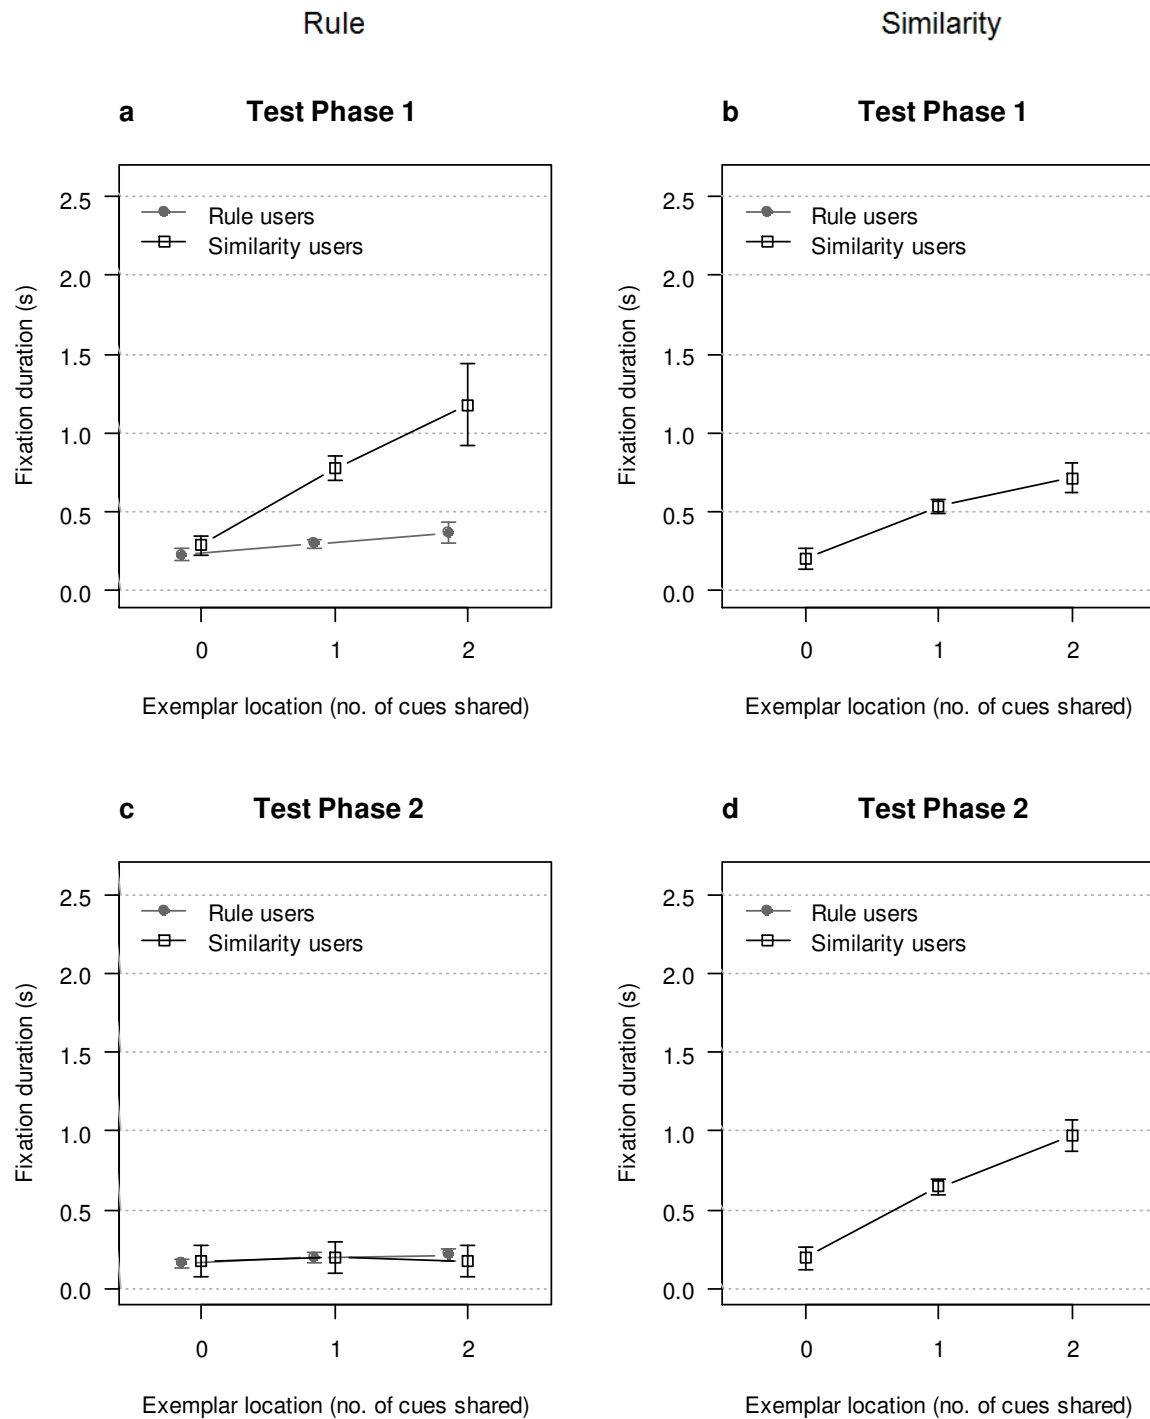 Rule
Similarity
a Test Phase 1
b Test Phase 1
Fixation duration (s)
2.5
2.0
1.5
1.0
0.5
0.0
Rule users
Similarity users
0 1 2
Exemplar location (no. of cues shared)
Fixation duration (s)
2.5
2.0
1.5
1.0
0.5
0.0
Rule users
Similarity users
0 1 2
Exemplar location (no. of cues shared)
c Test Phase 2
d Test Phase 2
Fixation duration (s)
2.5
2.0
1.5
1.0
0.5
0.0
Rule users
Similarity users
0 1 2
Exemplar location (no. of cues shared)
Fixation duration (s)
2.5
2.0
1.5
1.0
0.5
0.0
Rule users
Similarity users
0 1 2
Exemplar location (no. of cues shared)